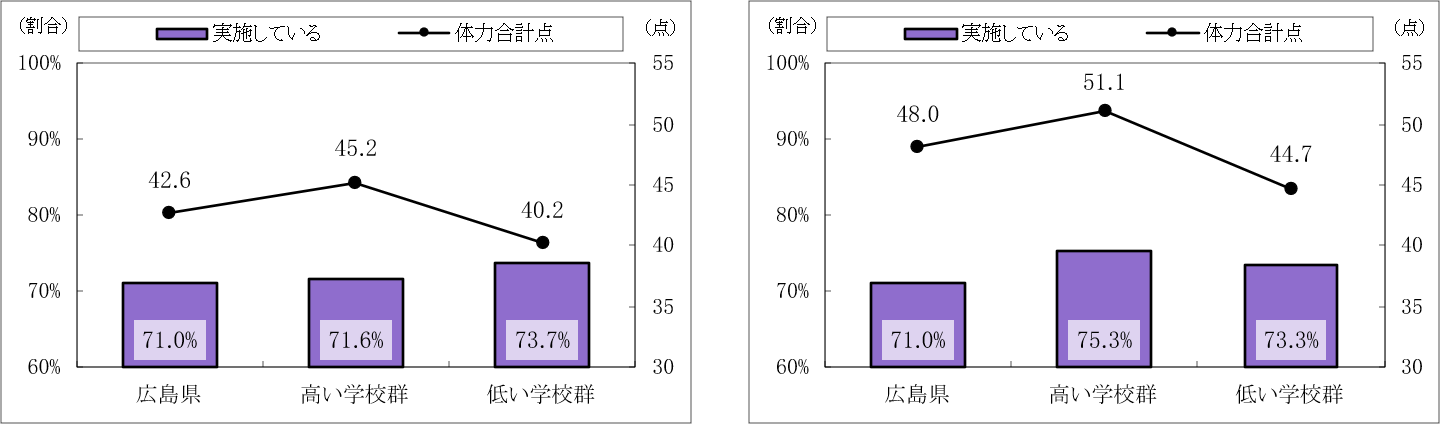 (割合)
実施している
体力合計点
(点)
100%
90%
80%
70%
60%
55
50
45
40
35
30
42.6
45.2
40.2
71.0%
71.6%
73.7%
広島県
高い学校群
低い学校群
(割合)
実施している
体力合計点
(点)
100%
90%
80%
70%
60%
55
50
45
40
35
30
48.0
51.1
44.7
71.0%
75.3%
73.3%
広島県
高い学校群
低い学校群